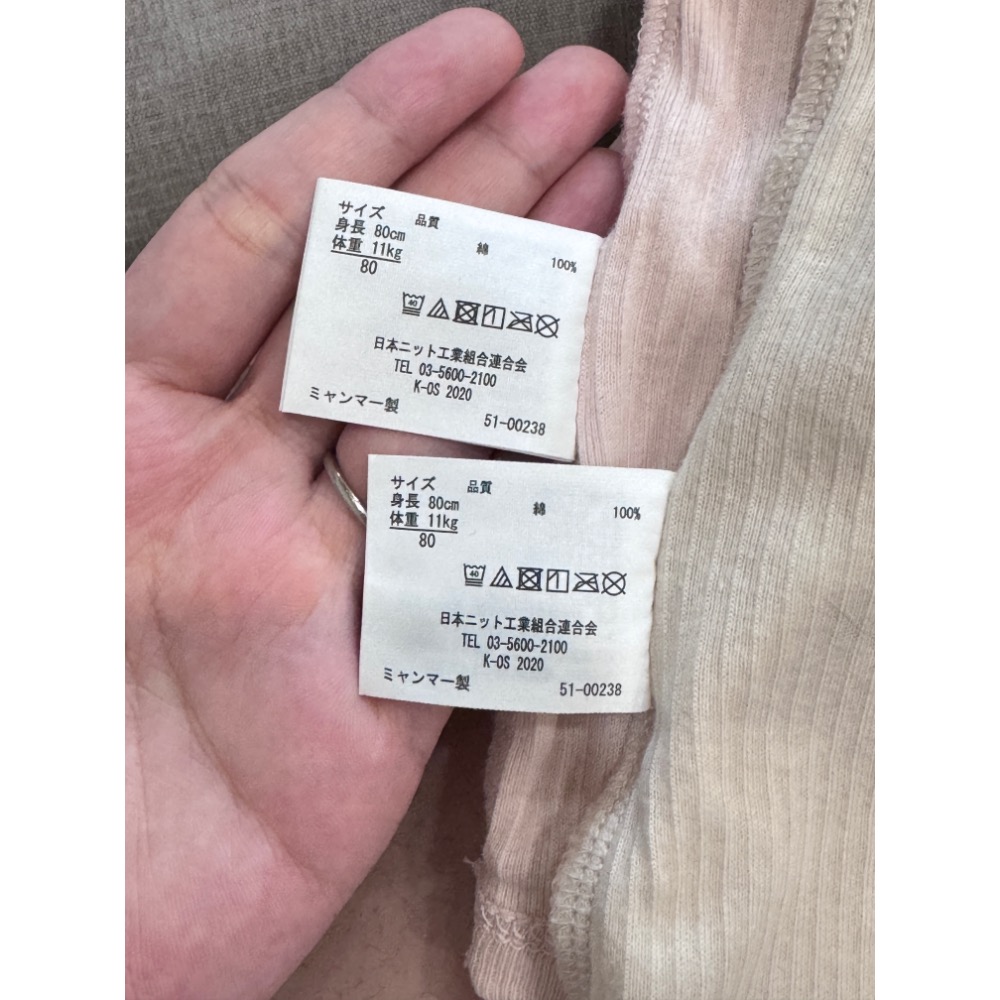 サイズ 品質
身長 80cm
体重 11kg 綿 100%
80
40
日本ニット工業組合連合会
TEL 03-5600-2100
K-OS 2020
ミャンマー製 51-00238
サイズ 品質
身長 80cm 綿 100%
体重 11kg
80
40
日本ニット工業組合連合会
TEL 03-5600-2100
K-OS 2020
ミャンマー製 51-00238